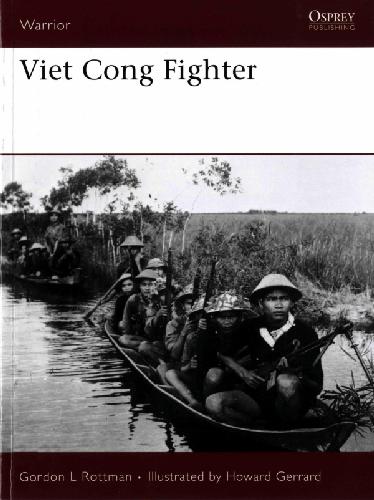 Warrior
OSPREY
PUBLISHING
Viet Cong Fighter
Gordon L Rottman • Illustrated by Howard Gerrard